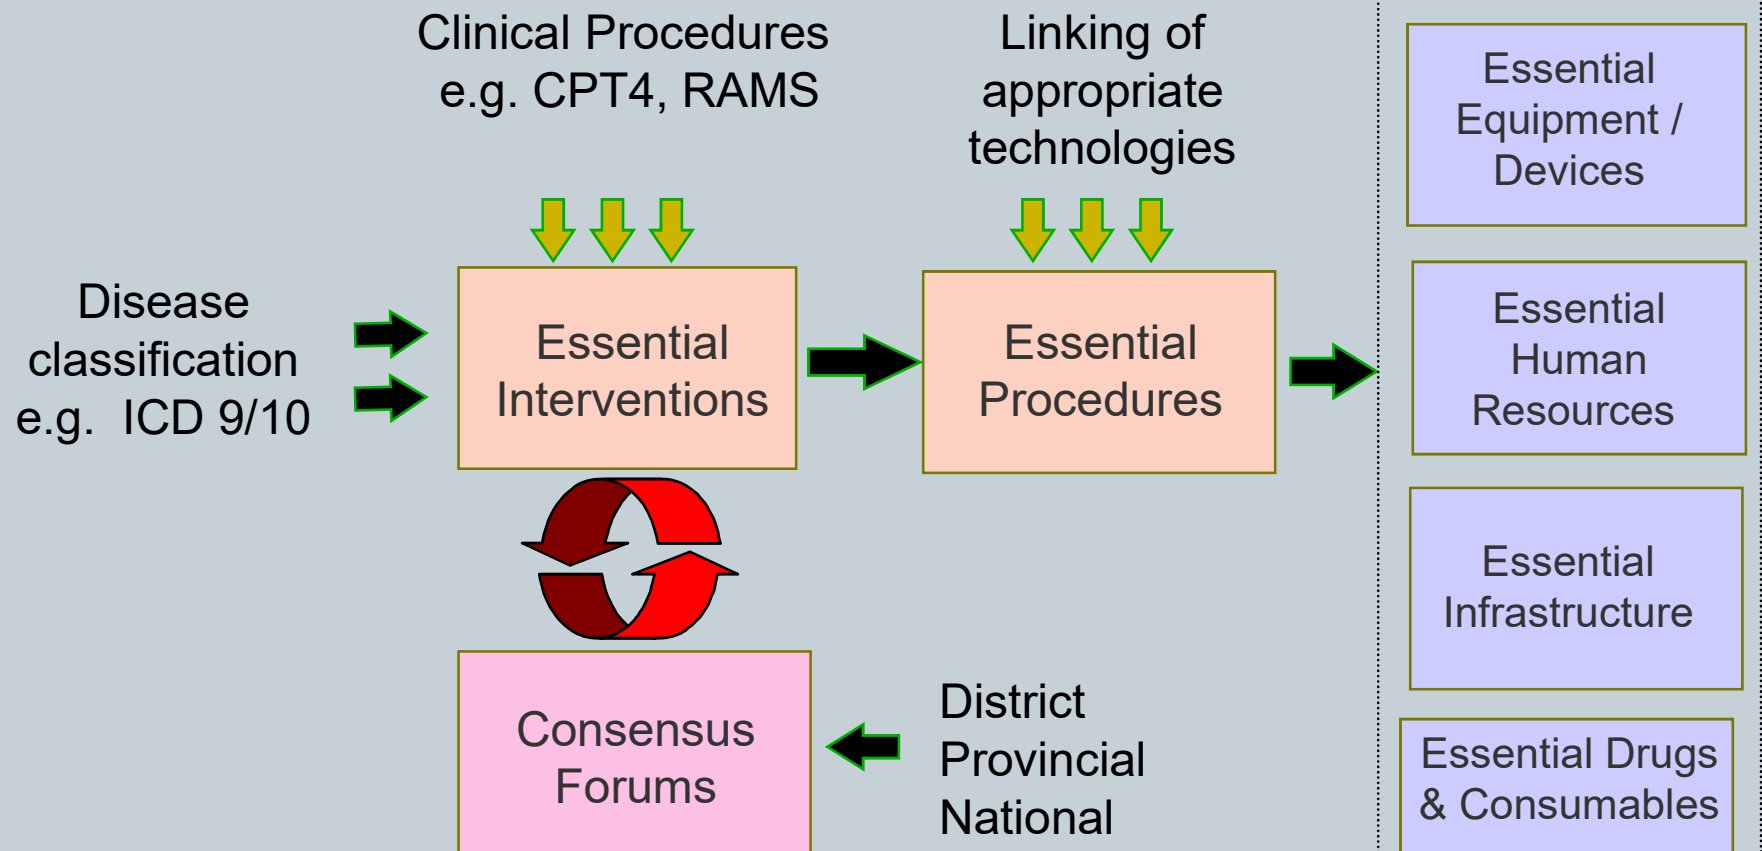 Clinical Procedures
e.g. CPT4, RAMS
Linking of
appropriate
technologies
Essential
Equipment /
Devices
Disease
classification
e.g. ICD 9/10
Essential
Interventions
Essential
Procedures
Essential
Human
Resources
Essential
Infrastructure
Consensus
Forums
District
Provincial
National
Essential Drugs
& Consumables